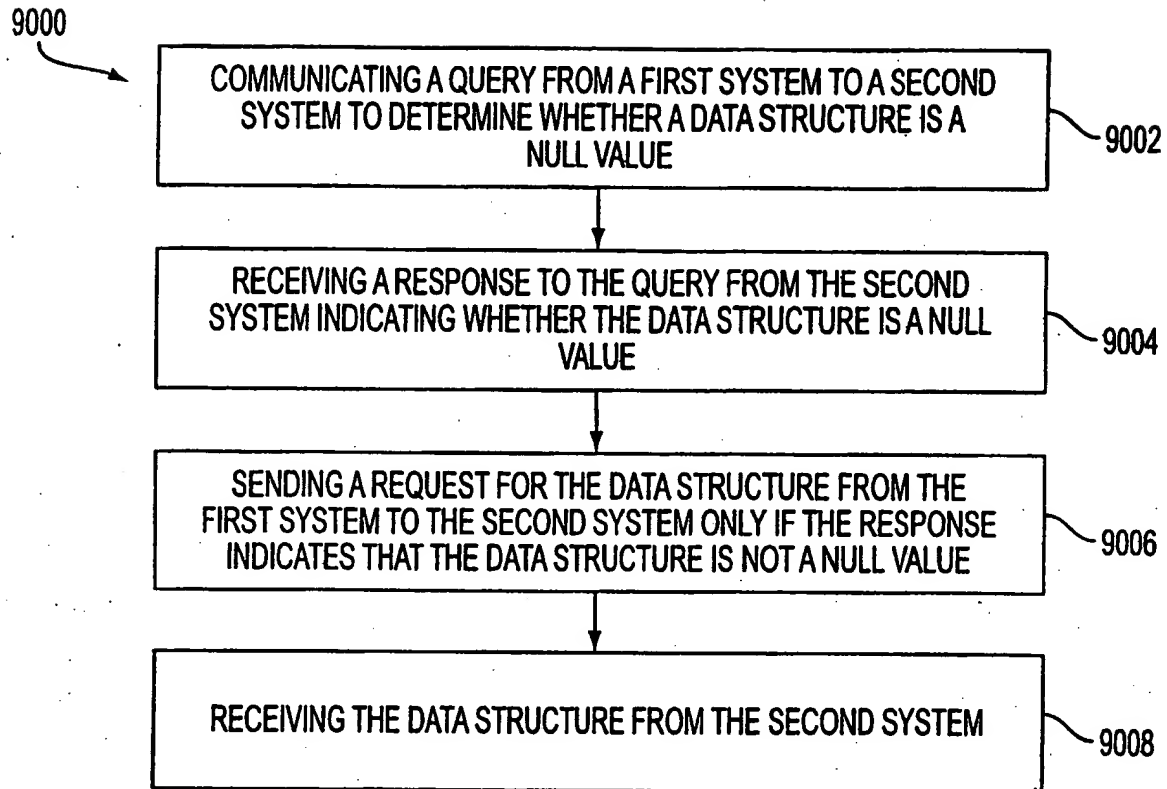 9000
COMMUNICATING A QUERY FROM A FIRST SYSTEM TO A SECOND
SYSTEM TO DETERMINE WHETHER A DATA STRUCTURE IS A
NULL VALUE
9002
RECEIVING A RESPONSE TO THE QUERY FROM THE SECOND
SYSTEM INDICATING WHETHER THE DATA STRUCTURE IS A NULL
VALUE
9004
SENDING A REQUEST FOR THE DATA STRUCTURE FROM THE
FIRST SYSTEM TO THE SECOND SYSTEM ONLY IF THE RESPONSE
INDICATES THAT THE DATA STRUCTURE IS NOT A NULL VALUE
9006
RECEIVING THE DATA STRUCTURE FROM THE SECOND SYSTEM
9008